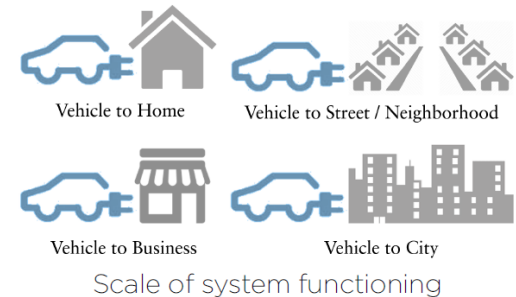 Vehicle to Home
Vehicle to Street / Neighborhood
Vehicle to Business
Vehicle to City
Scale of system functioning